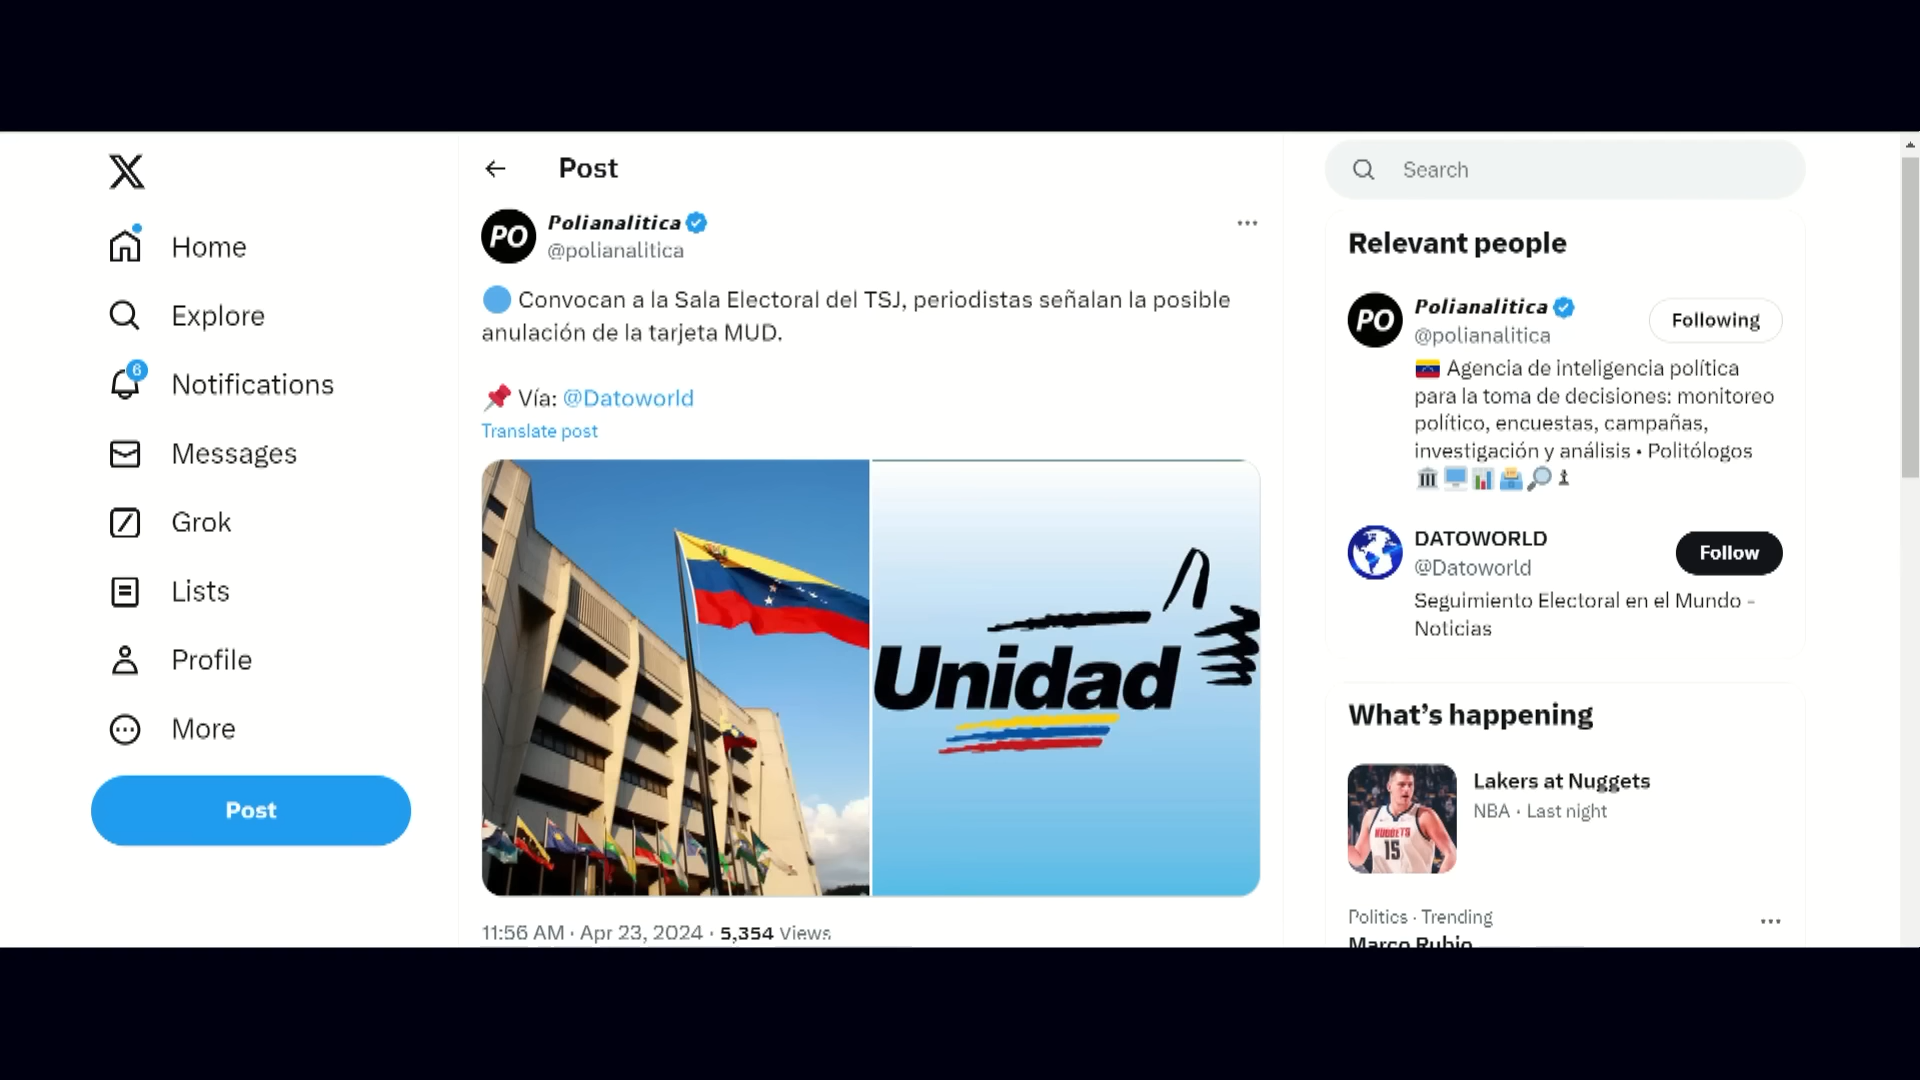 Home
Explore
6
Notifications
Messages
Grok
Lists
Profile
More
Post
Post
PO
Polianalitica
@polianalitica
Convocan a la Sala Electoral del TSJ, periodistas señalan la posible
anulación de la tarjeta MUD.
Vía: @Datoworld
Translate post
Unidad
11:56 AM · Apr 23, 2024 · 5,354 Views
Search
Relevant people
PO
Polianalitica
@polianalitica
Following
Agencia de inteligencia política
para la toma de decisiones: monitoreo
político, encuestas, campañas,
investigación y análisis • Politólogos
DATOWORLD
@Datoworld
Follow
Seguimiento Electoral en el Mundo -
Noticias
What's happening
Lakers at Nuggets
NBA · Last night
NUGGETS
15
Politics · Trending
Marco Rubio